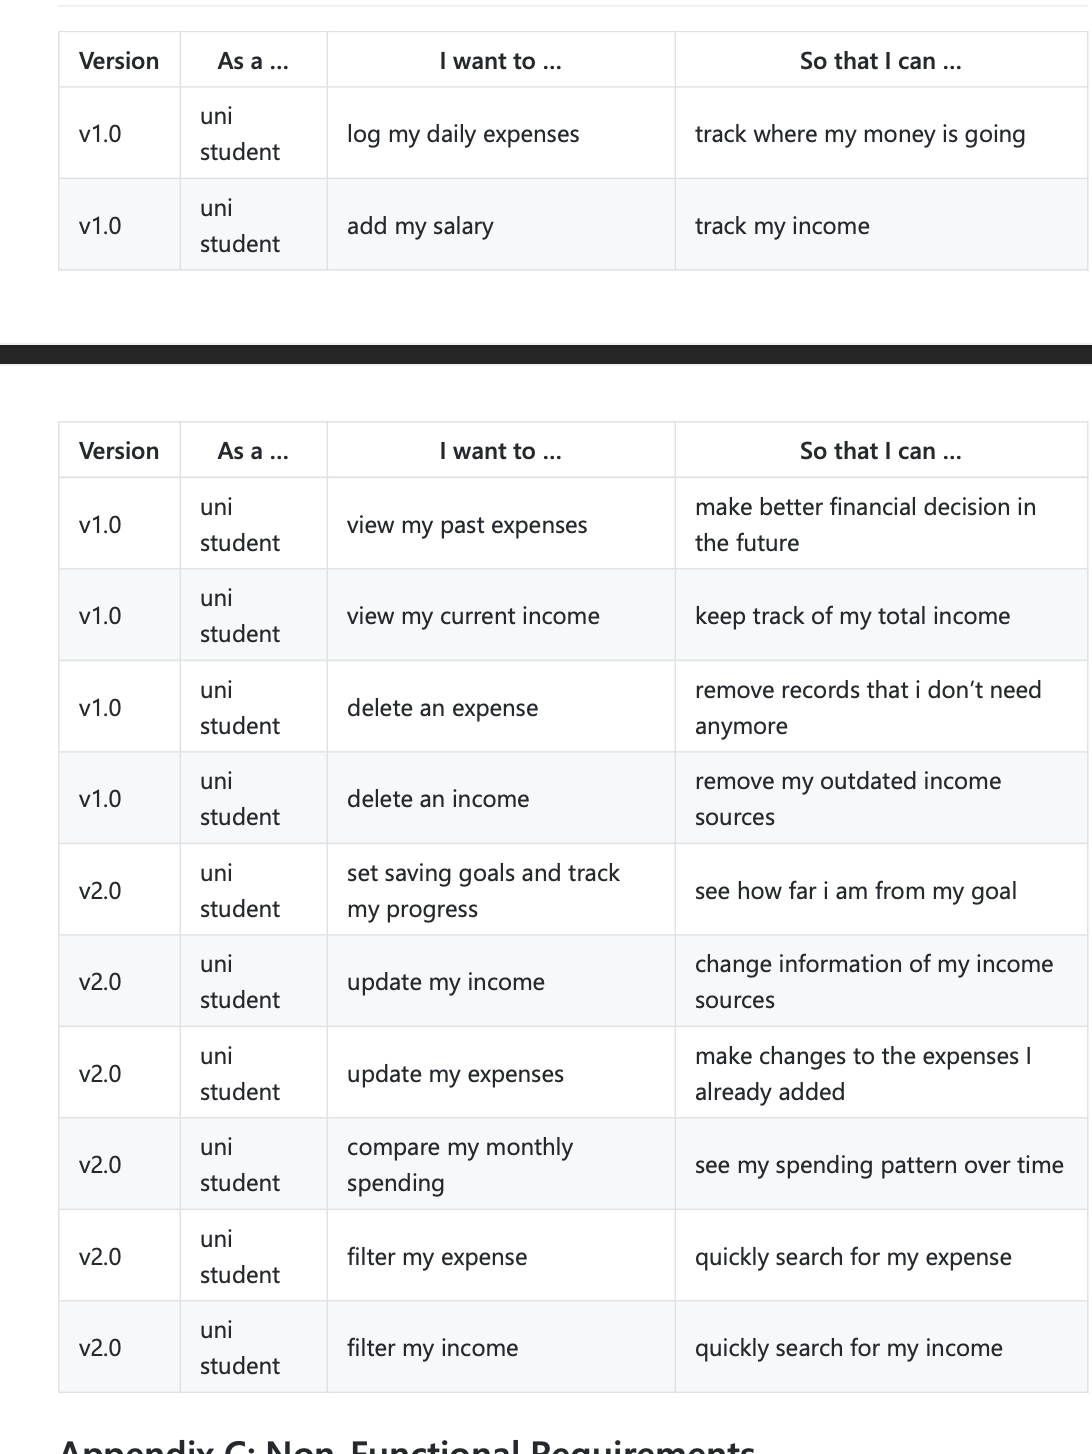 Version As a ... I want to ... So that I can ...
v1.0 uni student log my daily expenses track where my money is going
v1.0 uni student add my salary track my income
Version As a ... I want to ... So that I can ...
v1.0 uni student view my past expenses make better financial decision in the future
v1.0 uni student view my current income keep track of my total income
v1.0 uni student delete an expense remove records that i don’t need anymore
v1.0 uni student delete an income remove my outdated income sources
v2.0 uni student set saving goals and track my progress see how far i am from my goal
v2.0 uni student update my income change information of my income sources
v2.0 uni student update my expenses make changes to the expenses I already added
v2.0 uni student compare my monthly spending see my spending pattern over time
v2.0 uni student filter my expense quickly search for my expense
v2.0 uni student filter my income quickly search for my income
Appendix C: Non-Functional Requirements